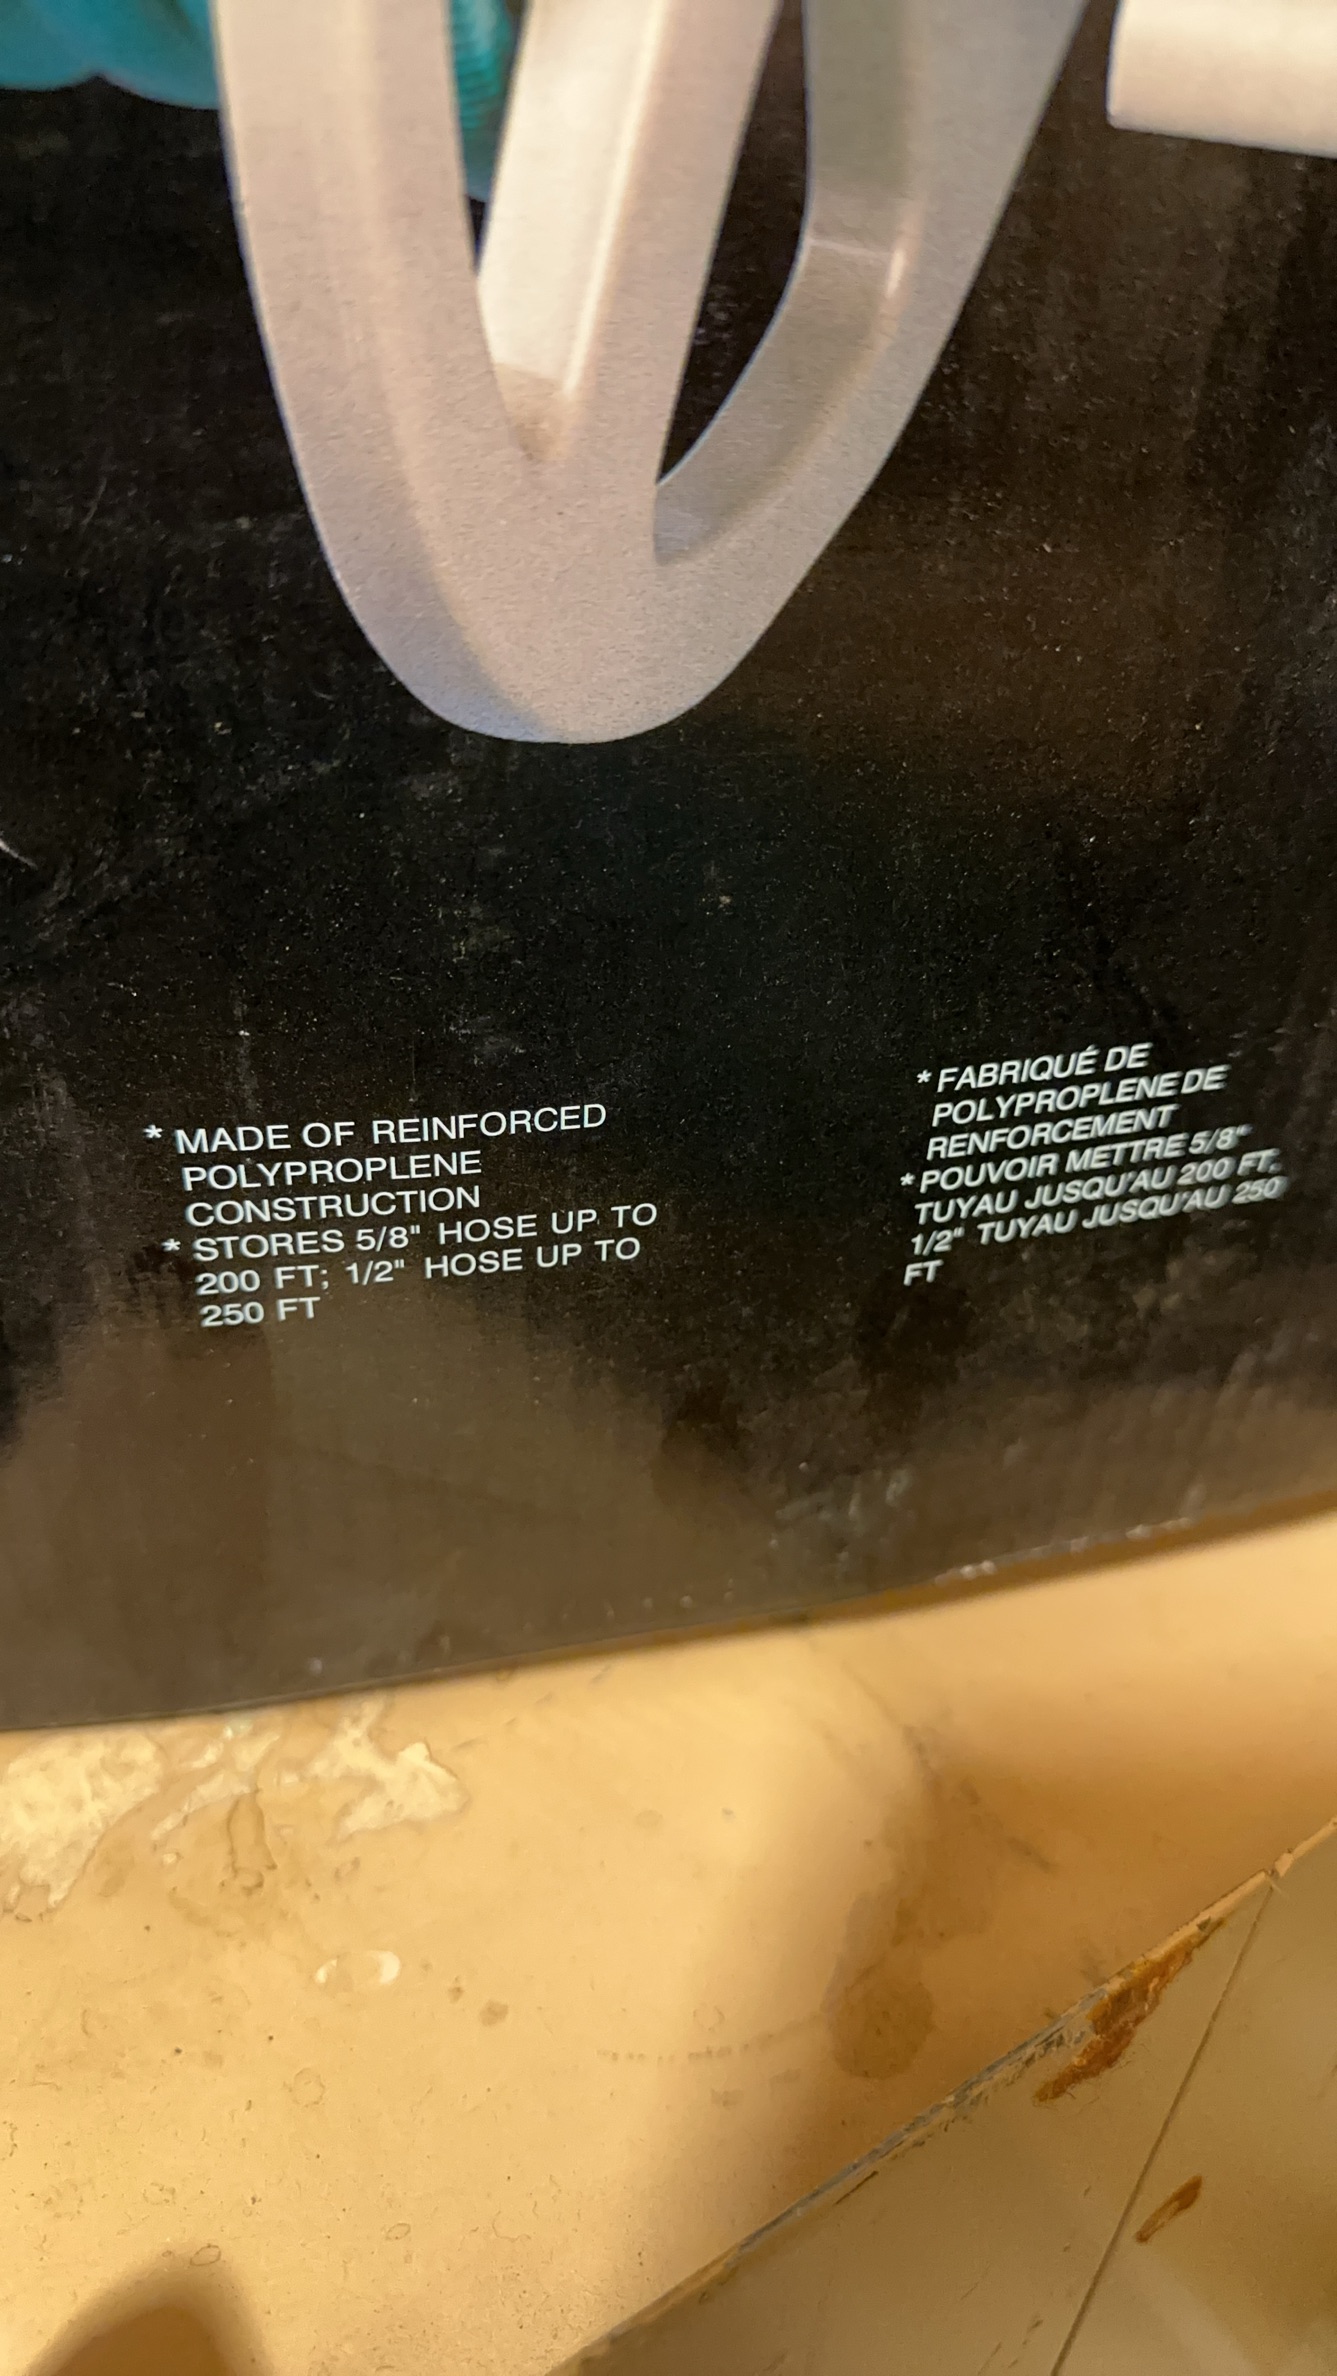 * MADE OF REINFORCED
POLYPROPLENE
CONSTRUCTION
* STORES 5/8" HOSE UP TO
200 FT; 1/2" HOSE UP TO
250 FT
* FABRIQUÉ DE
POLYPROPLENE DE
RENFORCEMENT
* POUVOIR METTRE 5/8"
TUYAU JUSQU'AU 200 FT;
1/2" TUYAU JUSQU'AU 250
FT